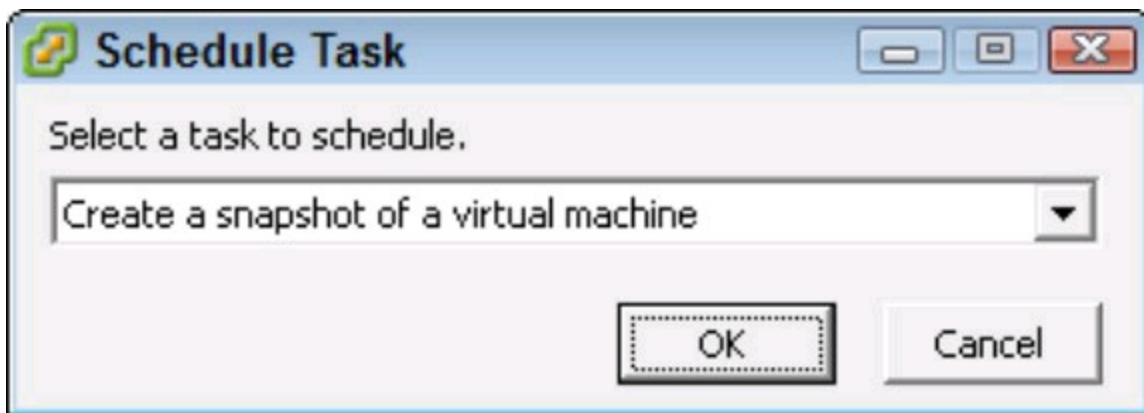 Schedule Task
Select a task to schedule.
Create a snapshot of a virtual machine
OK Cancel